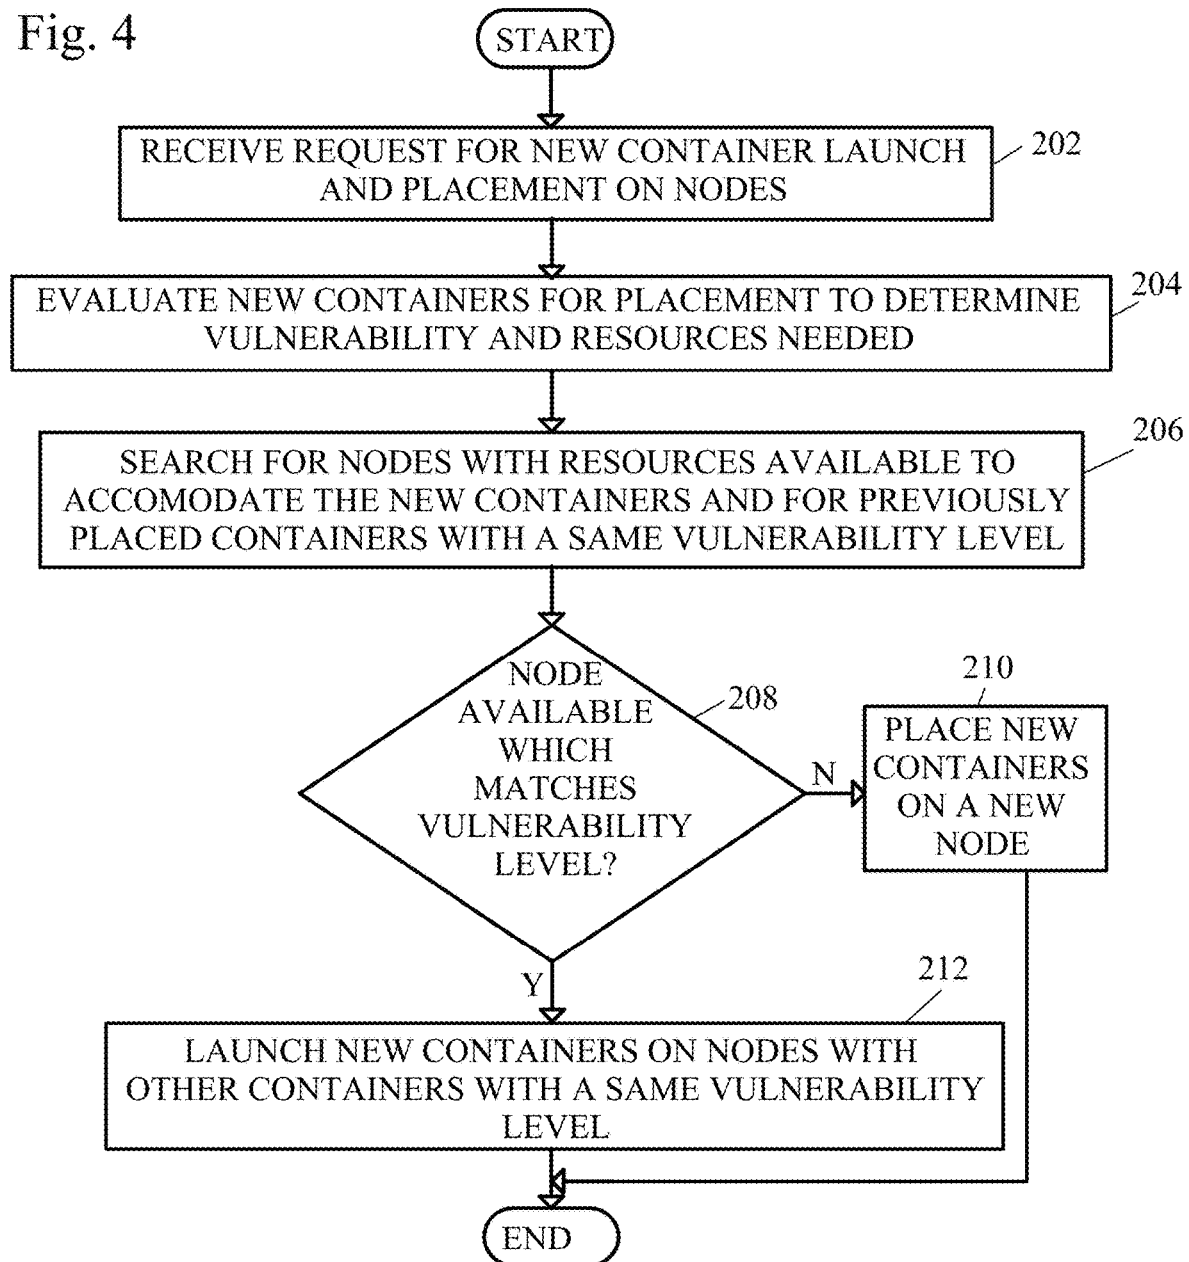 Fig. 4
START
RECEIVE REQUEST FOR NEW CONTAINER LAUNCH
AND PLACEMENT ON NODES
202
EVALUATE NEW CONTAINERS FOR PLACEMENT TO DETERMINE
VULNERABILITY AND RESOURCES NEEDED
204
SEARCH FOR NODES WITH RESOURCES AVAILABLE TO
ACCOMODATE THE NEW CONTAINERS AND FOR PREVIOUSLY
PLACED CONTAINERS WITH A SAME VULNERABILITY LEVEL
206
NODE
AVAILABLE
WHICH
MATCHES
VULNERABILITY
LEVEL?
208
N
210
PLACE NEW
CONTAINERS
ON A NEW
NODE
Y
212
LAUNCH NEW CONTAINERS ON NODES WITH
OTHER CONTAINERS WITH A SAME VULNERABILITY
LEVEL
END